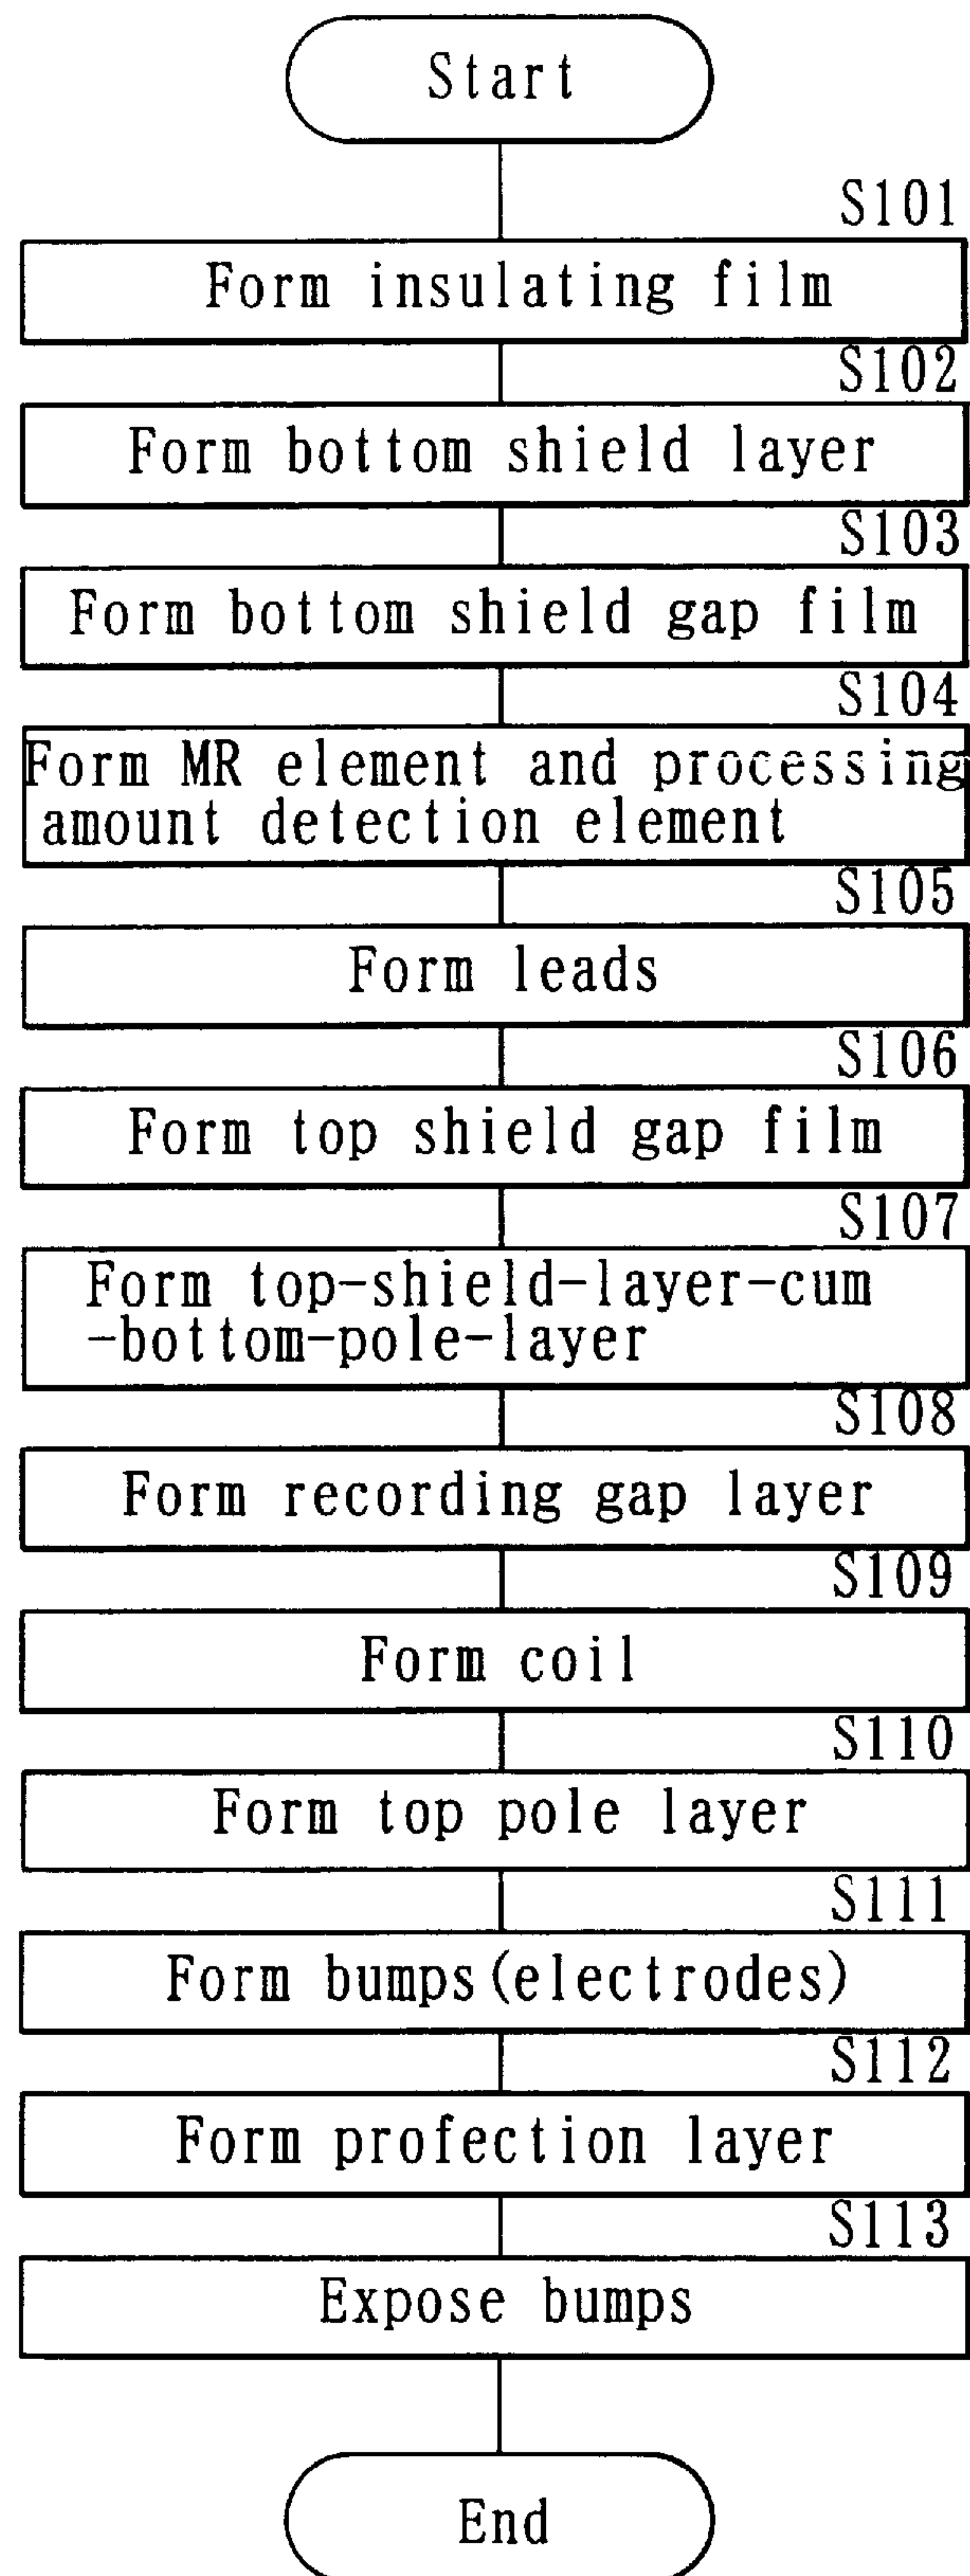 Start
S101
Form insulating film
S102
Form bottom shield layer
S103
Form bottom shield gap film
S104
Form MR element and processing
amount detection element
S105
Form leads
S106
Form top shield gap film
S107
Form top-shield-layer-cum
-bottom-pole-layer
S108
Form recording gap layer
S109
Form coil
S110
Form top pole layer
S111
Form bumps(electrodes)
S112
Form profection layer
S113
Expose bumps
End